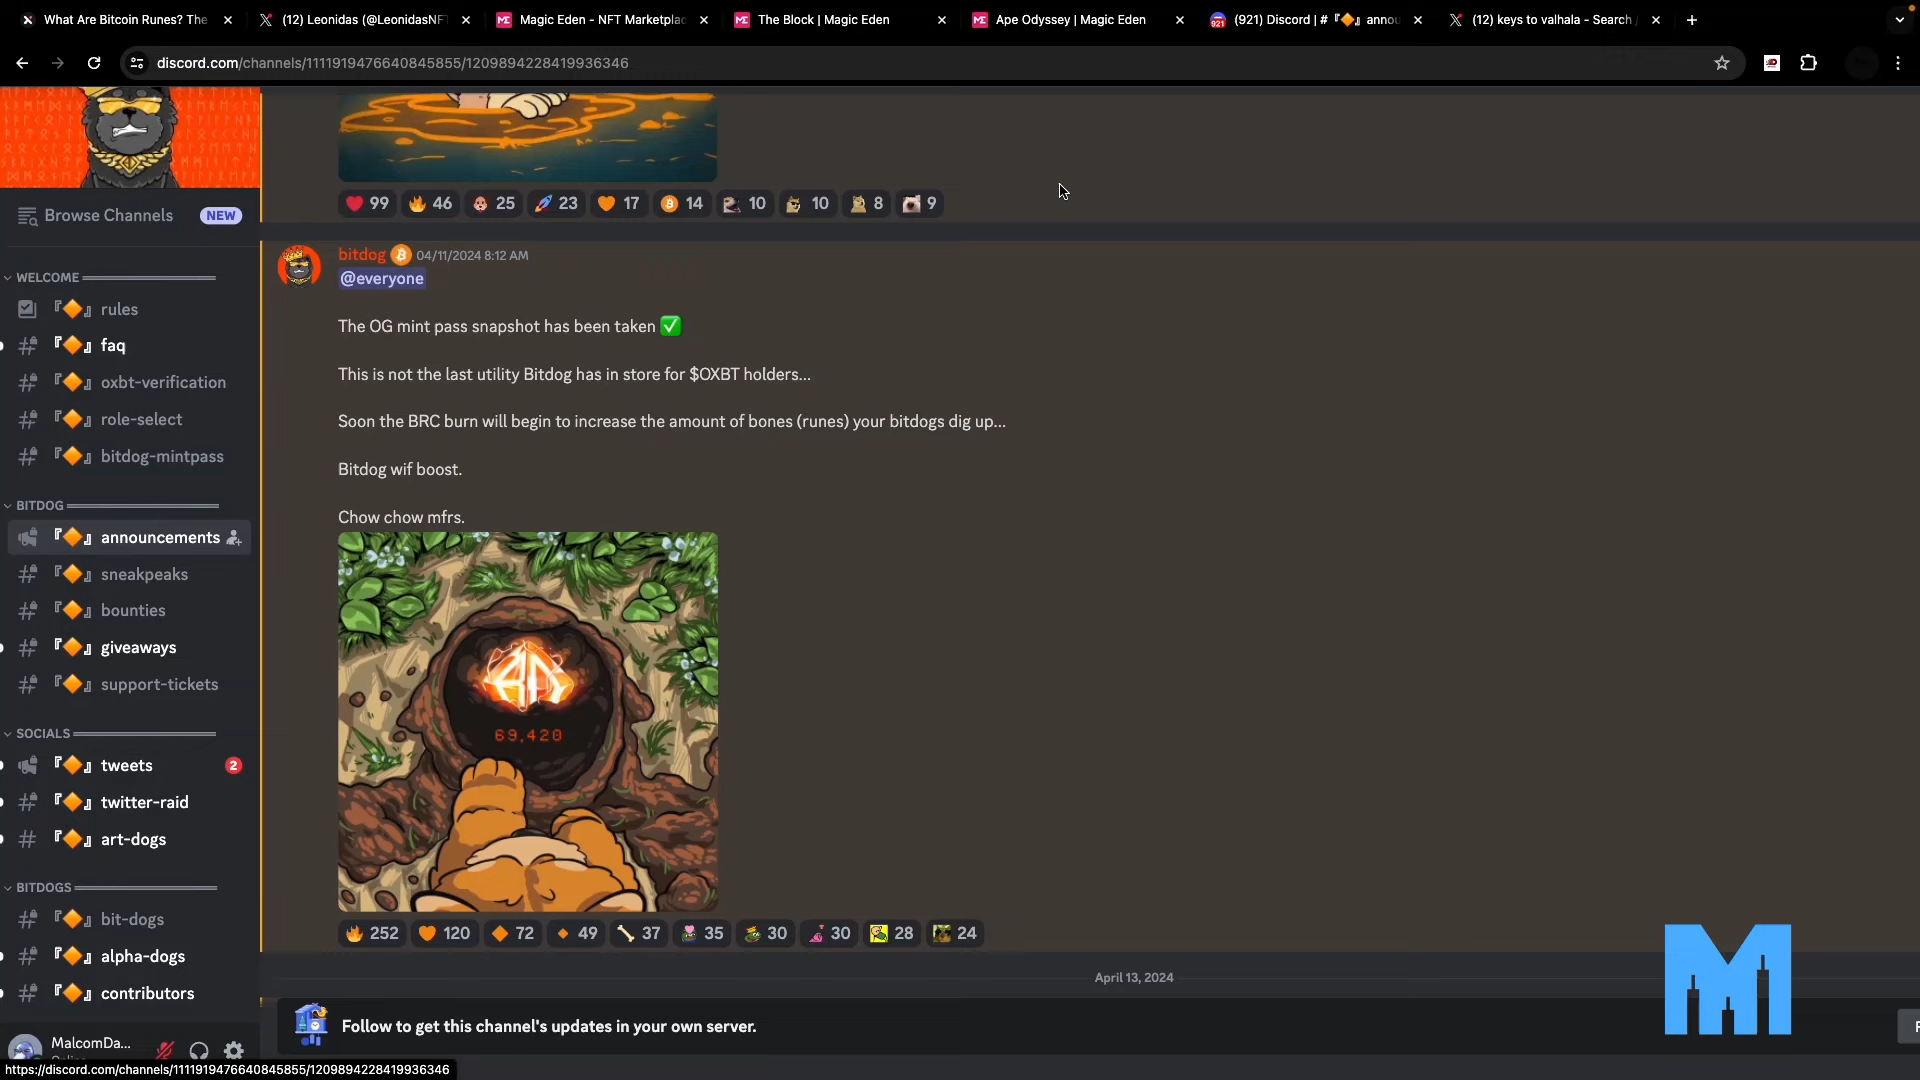 What Are Bitcoin Runes? The
(12) Leonidas (@LeonidasNF
Magic Eden - NFT Marketplac
The Block | Magic Eden
Ape Odyssey | Magic Eden
921
(921) Discord | #『🔶』annou
(12) keys to valhala - Search
discord.com/channels/1111919476640845855/1209894228419936346
Browse Channels
NEW
WELCOME
『🔶』rules
『🔶』faq
『🔶』oxbt-verification
『🔶』role-select
『🔶』bitdog-mintpass
BITDOG
『🔶』announcements
『🔶』sneakpeaks
『🔶』bounties
『🔶』giveaways
『🔶』support-tickets
SOCIALS
『🔶』tweets 2
『🔶』twitter-raid
『🔶』art-dogs
BITDOGS
『🔶』bit-dogs
『🔶』alpha-dogs
『🔶』contributors
MalcomDa...
Online
99 46 25 23 17 14 10 10 8 9
bitdog 04/11/2024 8:12 AM
@everyone
The OG mint pass snapshot has been taken ✅
This is not the last utility Bitdog has in store for $OXBT holders...
Soon the BRC burn will begin to increase the amount of bones (runes) your bitdogs dig up...
Bitdog wif boost.
Chow chow mfrs.
69,420
252 120 72 49 37 35 30 30 28 24
April 13, 2024
Follow to get this channel's updates in your own server.
M
https://discord.com/channels/1111919476640845855/1209894228419936346